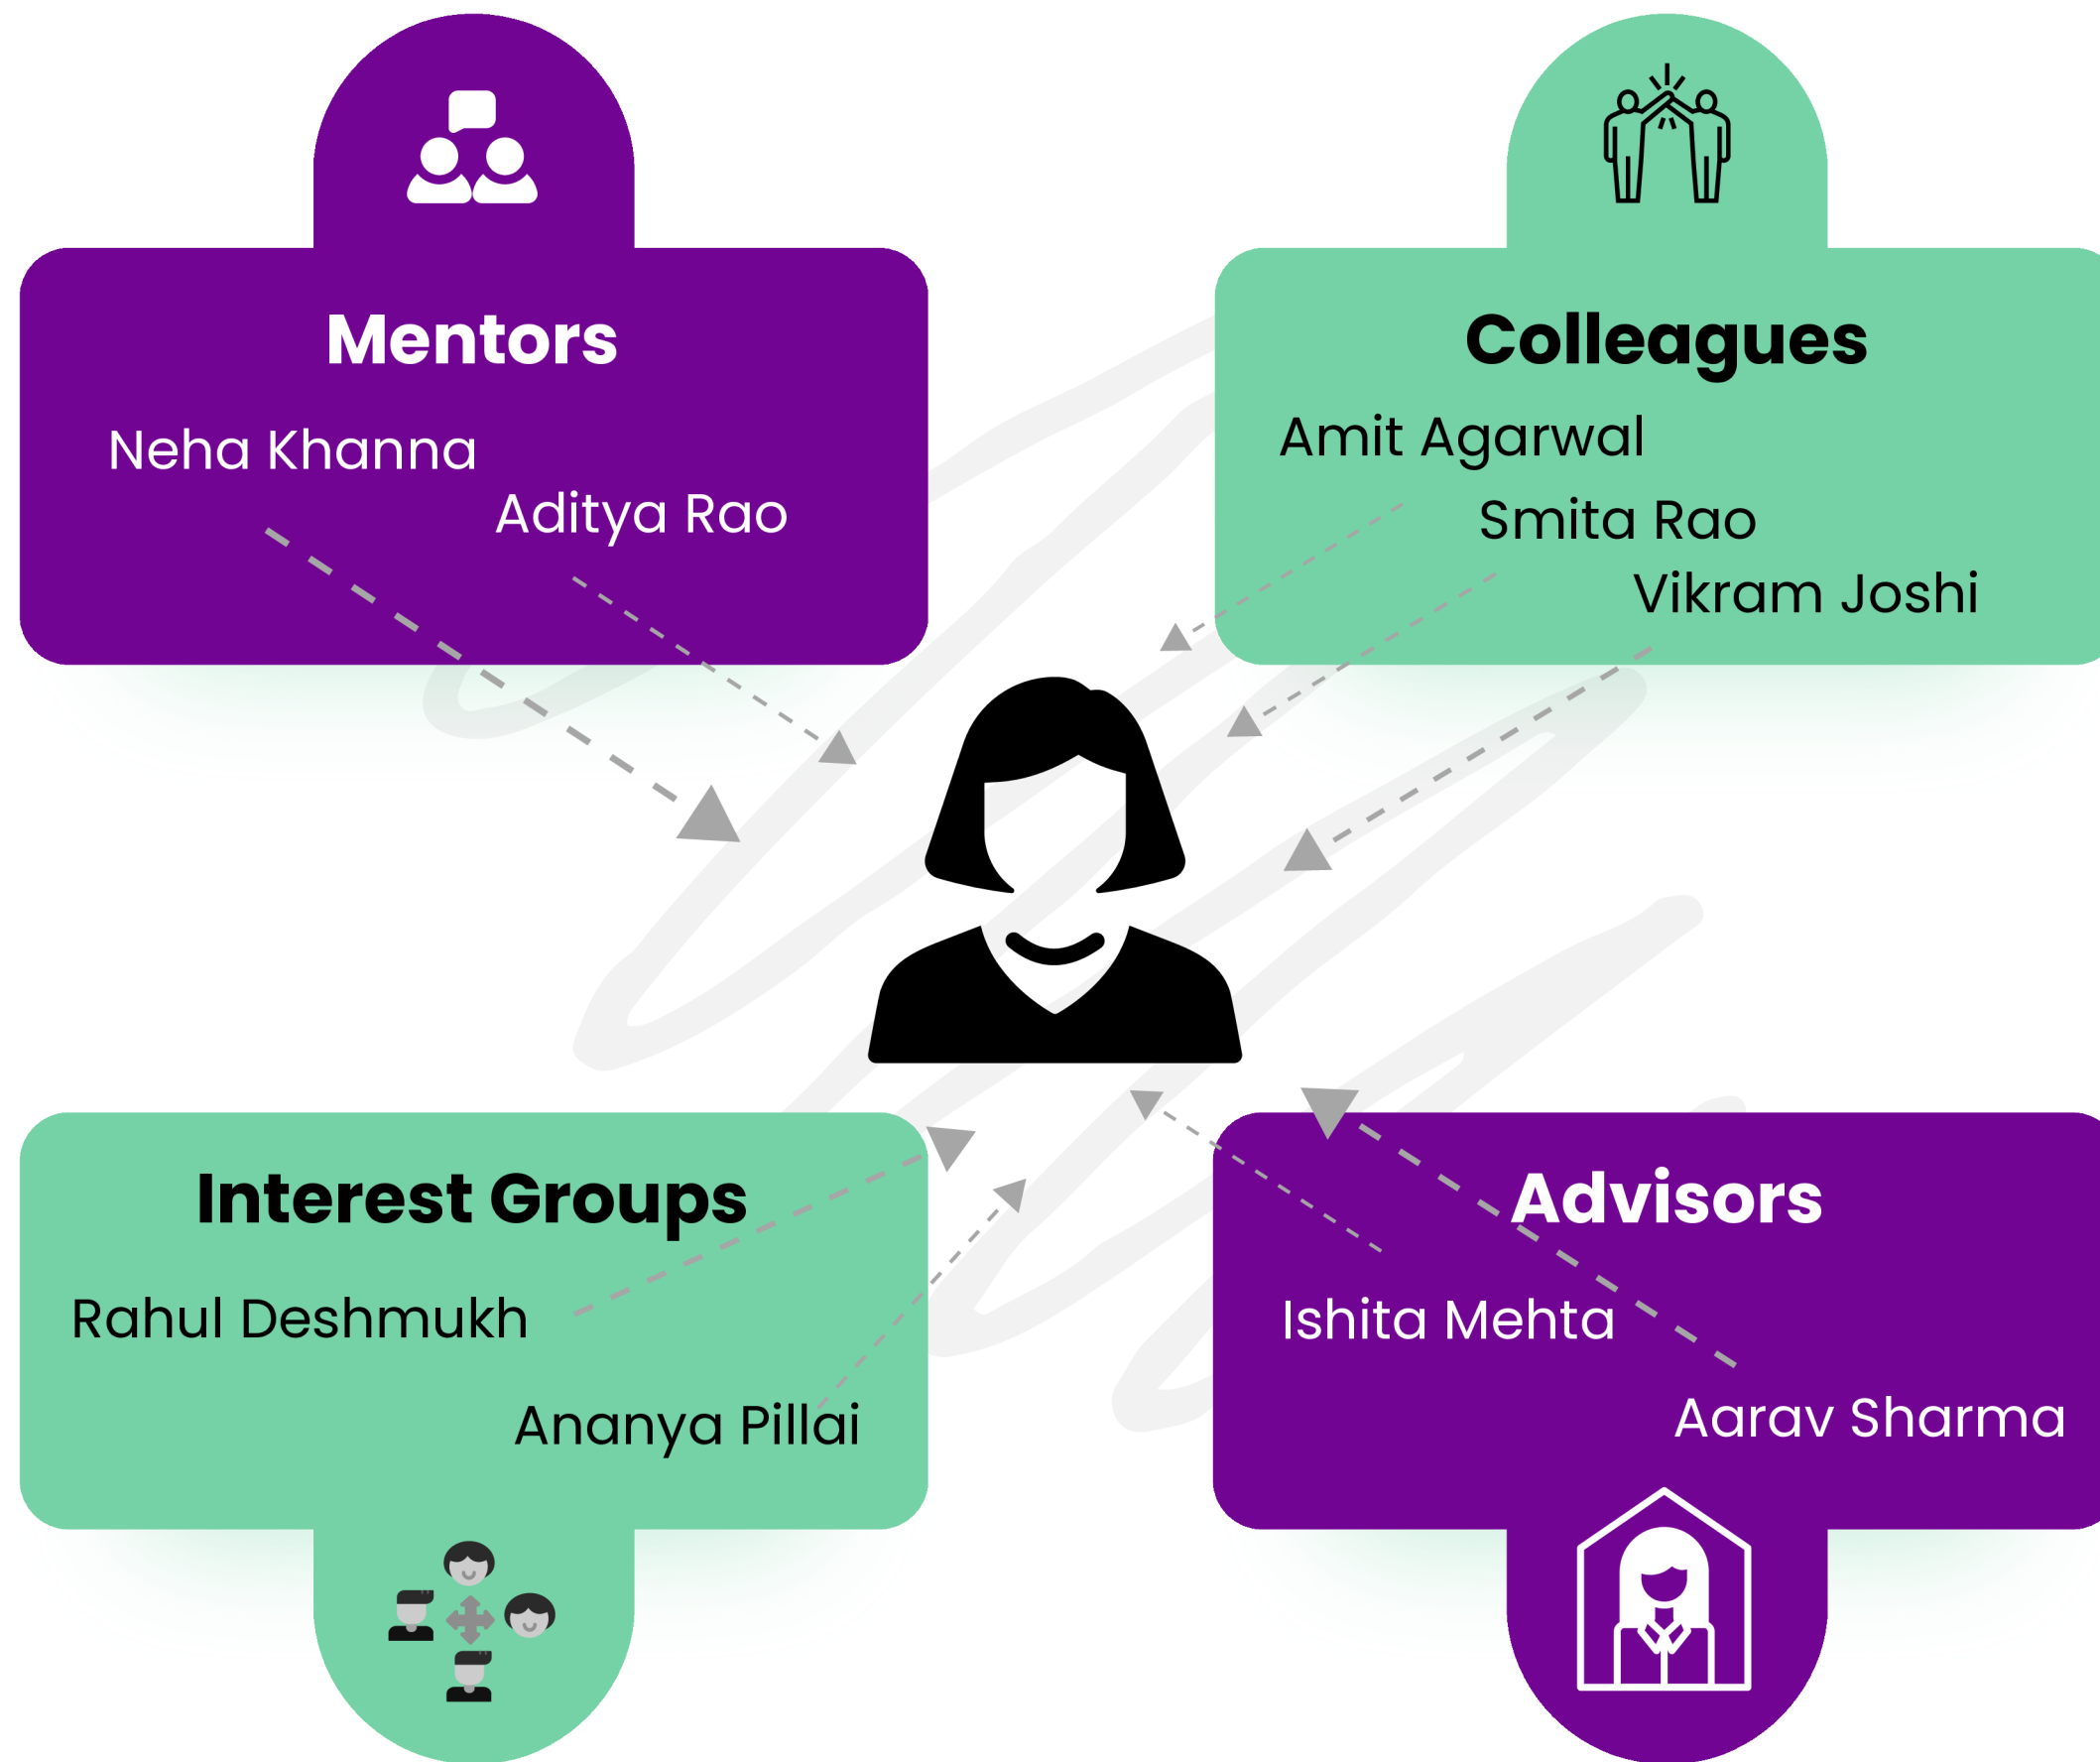 Mentors
Neha Khanna
Aditya Rao
Colleagues
Amit Agarwal
Smita Rao
Vikram Joshi
Interest Groups
Rahul Deshmukh
Ananya Pillai
Advisors
Ishita Mehta
Aarav Sharma